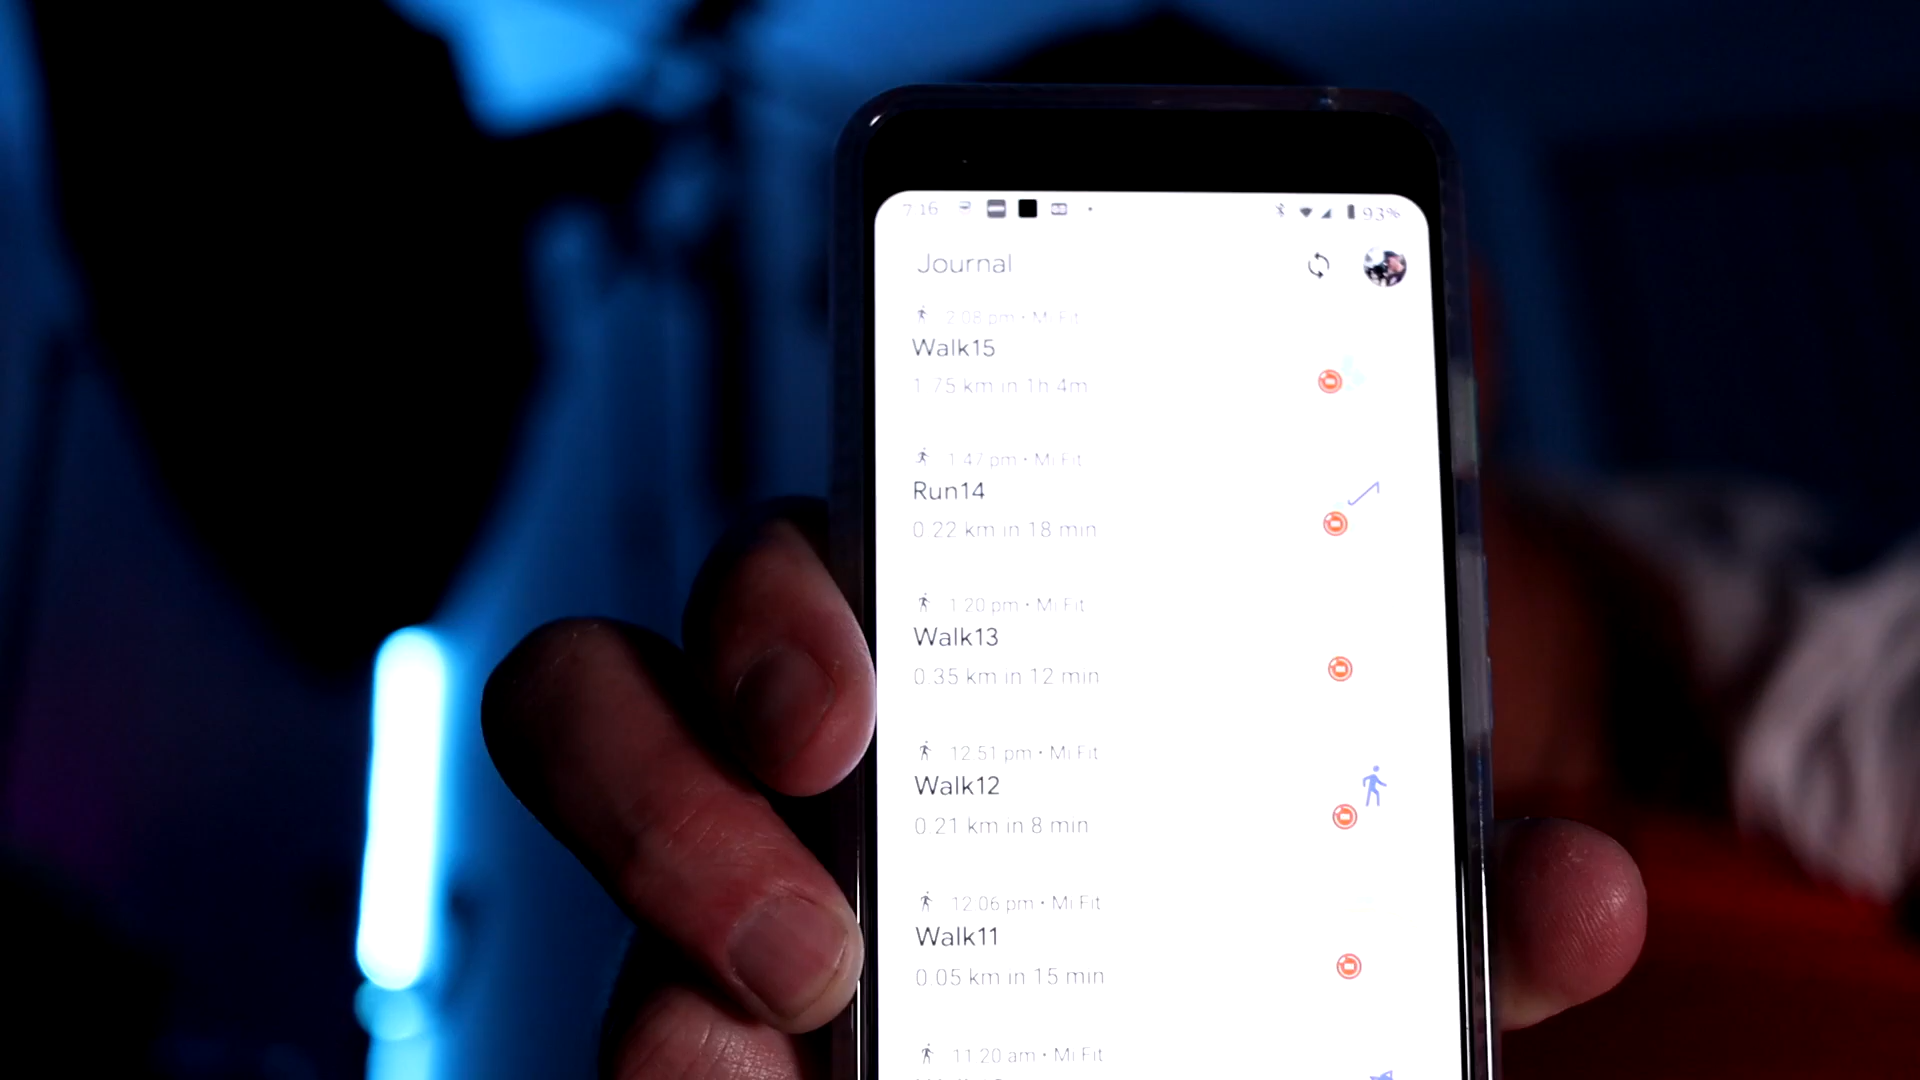 7:16 93%
Journal
2:08 pm • Mi Fit
Walk15
1.75 km in 1h 4m
1:47 pm • Mi Fit
Run14
0.22 km in 18 min
1:20 pm • Mi Fit
Walk13
0.35 km in 12 min
12:51 pm • Mi Fit
Walk12
0.21 km in 8 min
12:06 pm • Mi Fit
Walk11
0.05 km in 15 min
11:20 am • Mi Fit